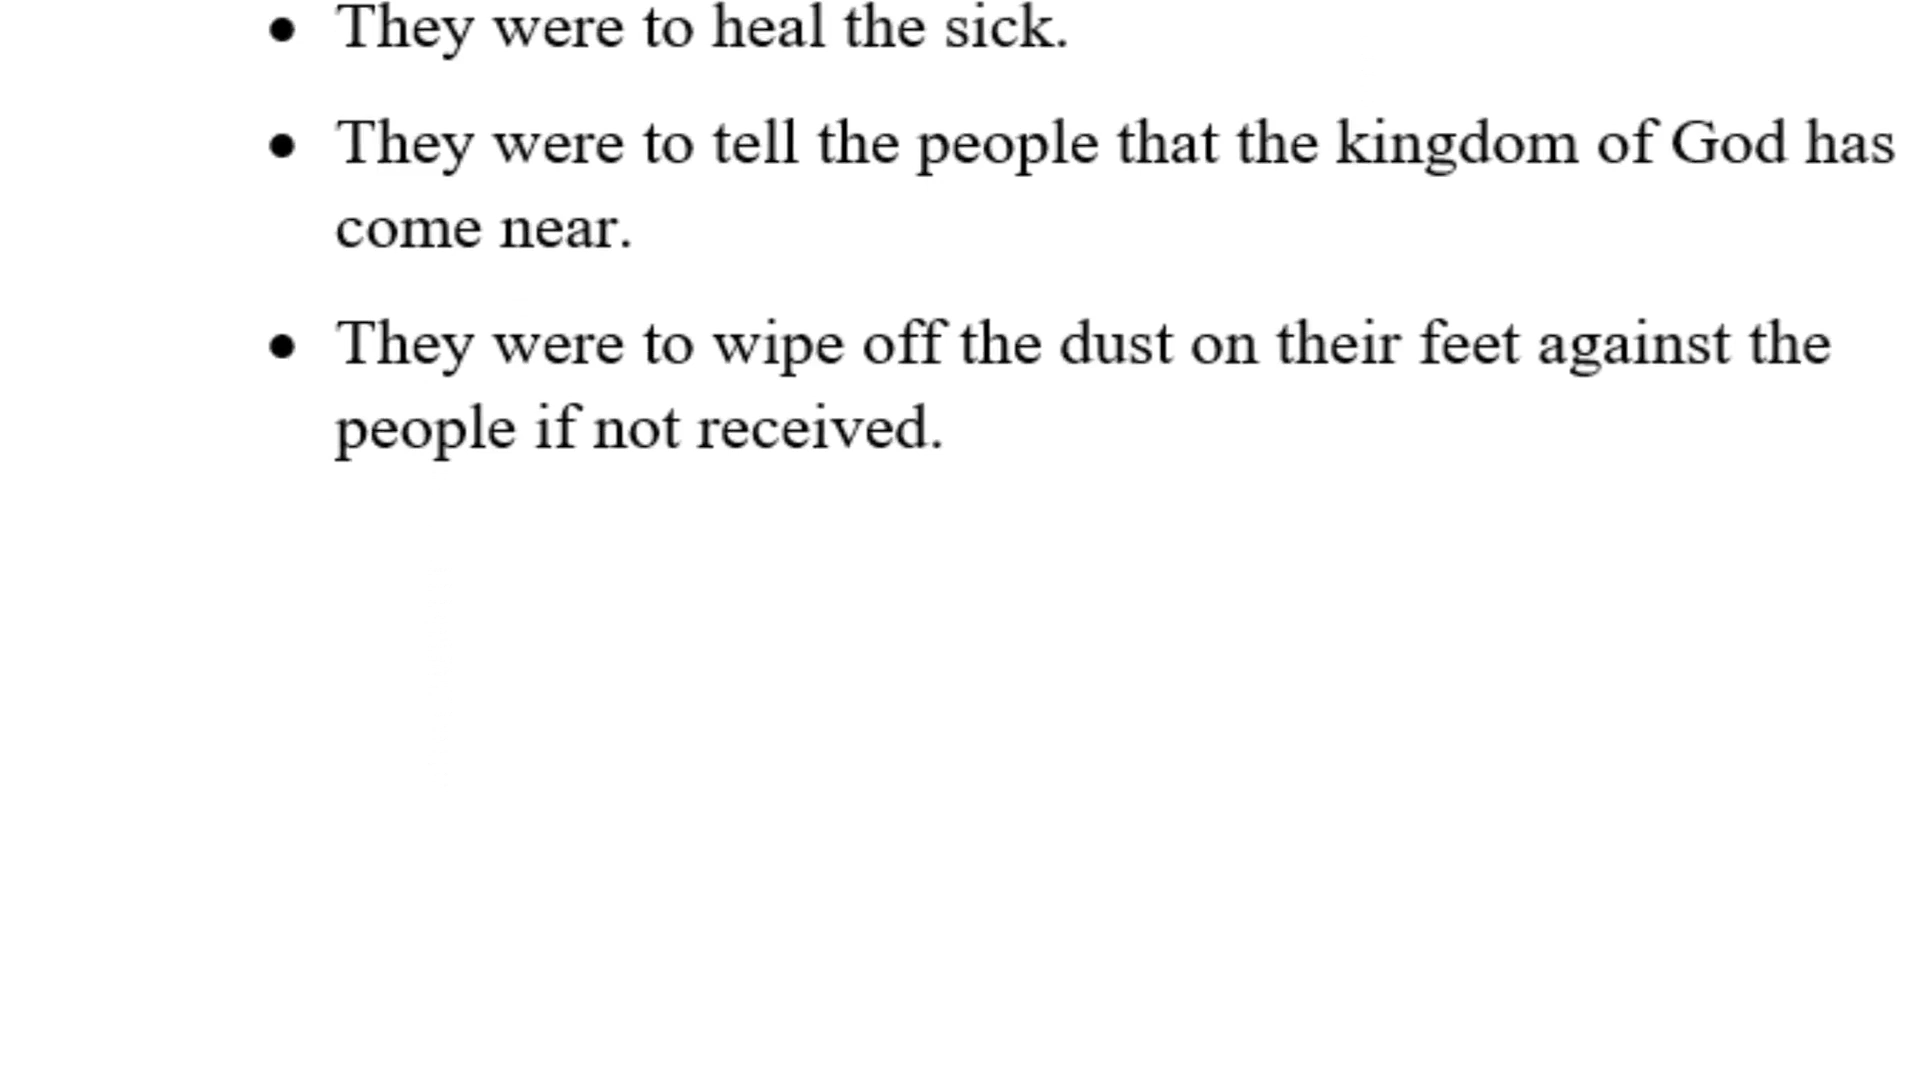 ● They were to heal the sick.
● They were to tell the people that the kingdom of God has
come near.
● They were to wipe off the dust on their feet against the
people if not received.